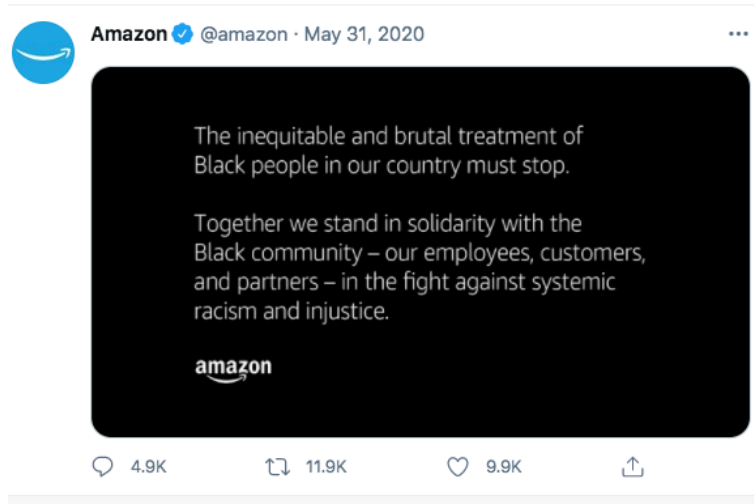 Amazon @amazon · May 31, 2020
The inequitable and brutal treatment of
Black people in our country must stop.
Together we stand in solidarity with the
Black community – our employees, customers,
and partners – in the fight against systemic
racism and injustice.
amazon
4.9K 11.9K 9.9K